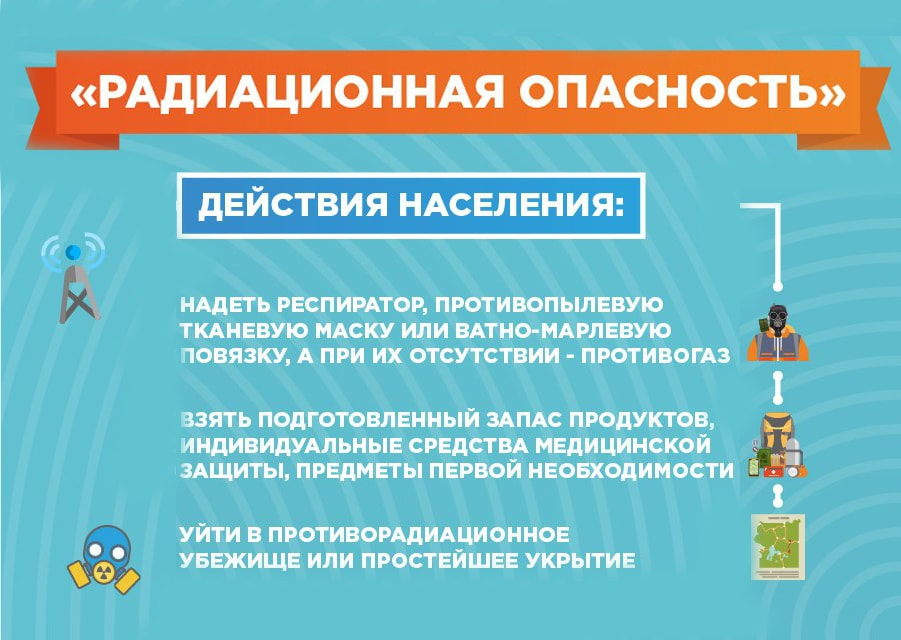 «РАДИАЦИОННАЯ ОПАСНОСТЬ»
ДЕЙСТВИЯ НАСЕЛЕНИЯ:
НАДЕТЬ РЕСПИРАТОР, ПРОТИВОПЫЛЕВУЮ
ТКАНЕВУЮ МАСКУ ИЛИ ВАТНО-МАРЛЕВУЮ
ПОВЯЗКУ, А ПРИ ИХ ОТСУТСТВИИ - ПРОТИВОГАЗ
ВЗЯТЬ ПОДГОТОВЛЕННЫЙ ЗАПАС ПРОДУКТОВ,
ИНДИВИДУАЛЬНЫЕ СРЕДСТВА МЕДИЦИНСКОЙ
ЗАЩИТЫ, ПРЕДМЕТЫ ПЕРВОЙ НЕОБХОДИМОСТИ
УЙТИ В ПРОТИВОРАДИАЦИОННОЕ
УБЕЖИЩЕ ИЛИ ПРОСТЕЙШЕЕ УКРЫТИЕ